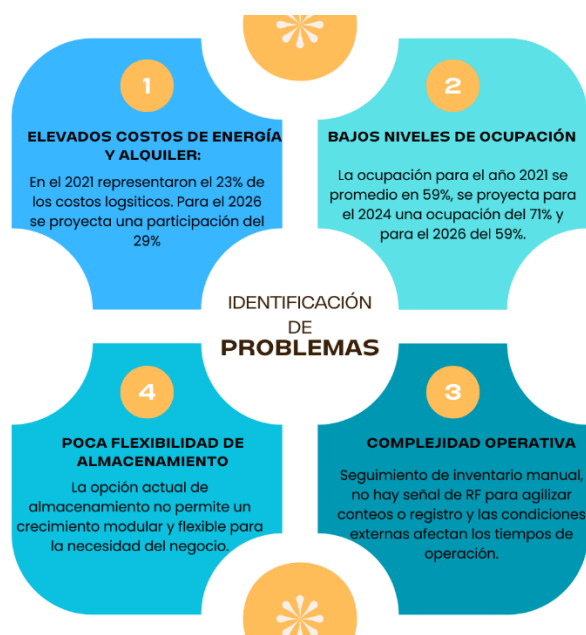 1
ELEVADOS COSTOS DE ENERGÍA
Y ALQUILER:
En el 2021 representaron el 23% de
los costos logsiticos. Para el 2026
se proyecta una participación del
29%
2
BAJOS NIVELES DE OCUPACIÓN
La ocupación para el año 2021 se
promedio en 59%, se proyecta para
el 2024 una ocupación del 71% y
para el 2026 del 59%.
IDENTIFICACIÓN
DE
PROBLEMAS
4
POCA FLEXIBILIDAD DE
ALMACENAMIENTO
La opción actual de
almacenamiento no permite un
crecimiento modular y flexible para
la necesidad del negocio.
3
COMPLEJIDAD OPERATIVA
Seguimiento de inventario manual,
no hay señal de RF para agilizar
conteos o registro y las condiciones
externas afectan los tiempos de
operación.